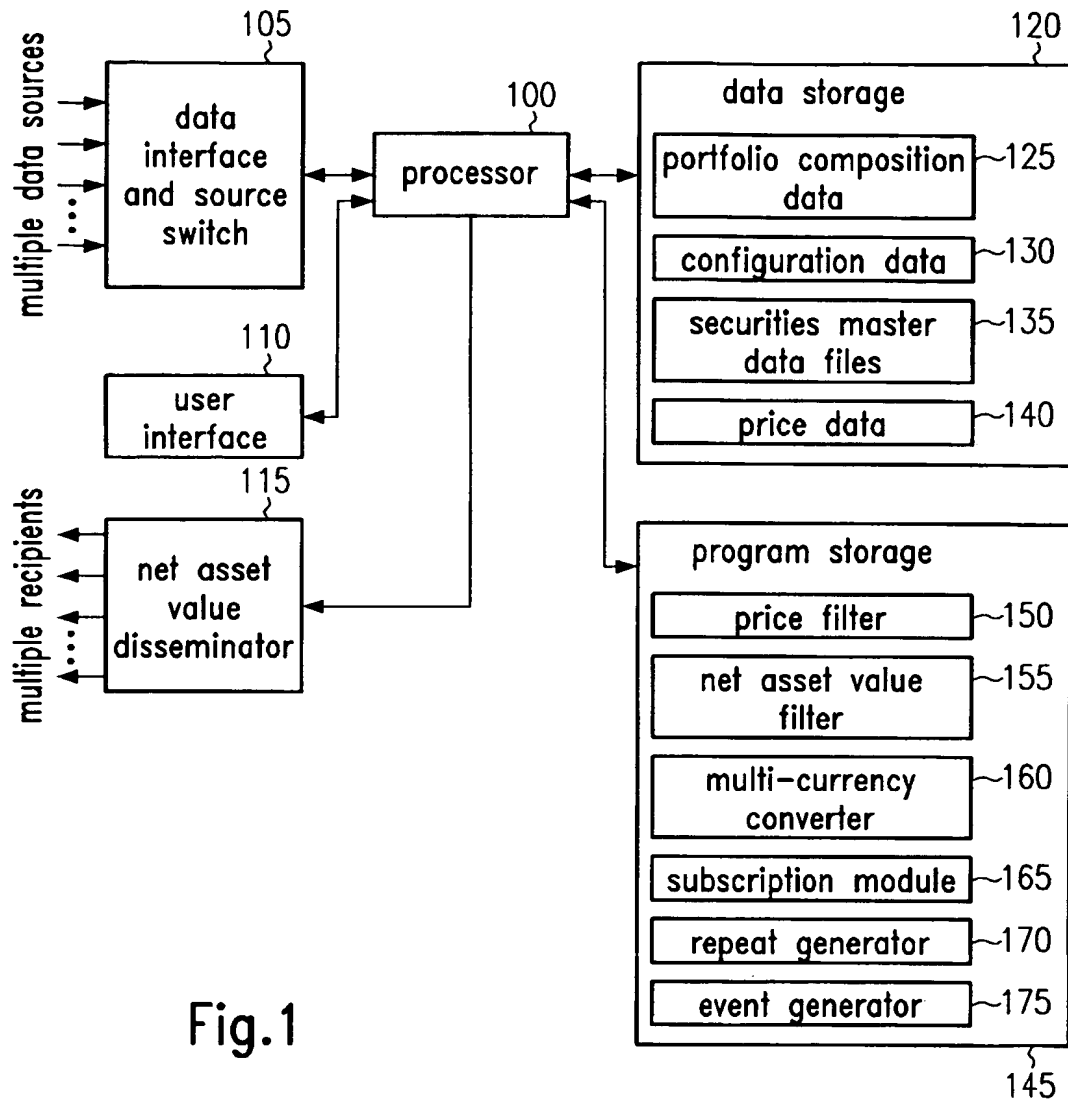 105
multiple data sources
data
interface
and source
switch
100
processor
120
data storage
portfolio composition
data
125
configuration data
130
securities master
data files
135
price data
140
110
user
interface
115
multiple recipients
net asset
value
disseminator
program storage
price filter
150
net asset value
filter
155
multi-currency
converter
160
subscription module
165
repeat generator
170
event generator
175
145
Fig.1